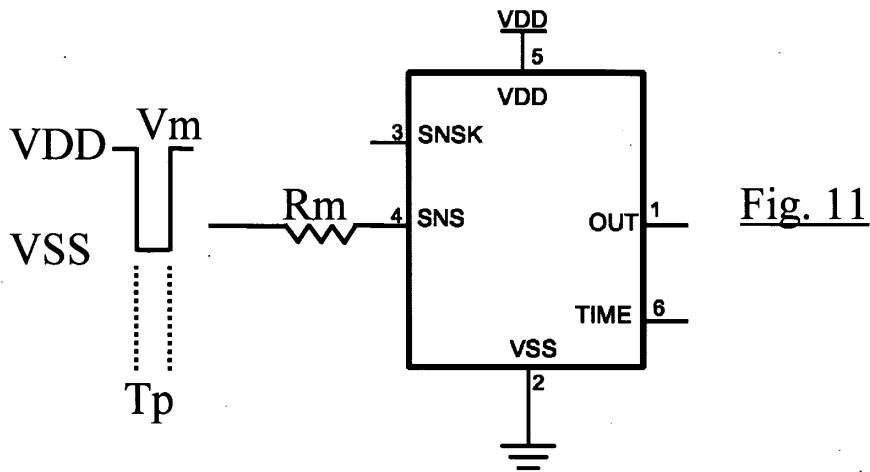 VDD
5
VDD
Vm
VDD
3 SNSK
Rm
4 SNS
1
OUT
Fig. 11
VSS
TIME 6
VSS
2
Tp